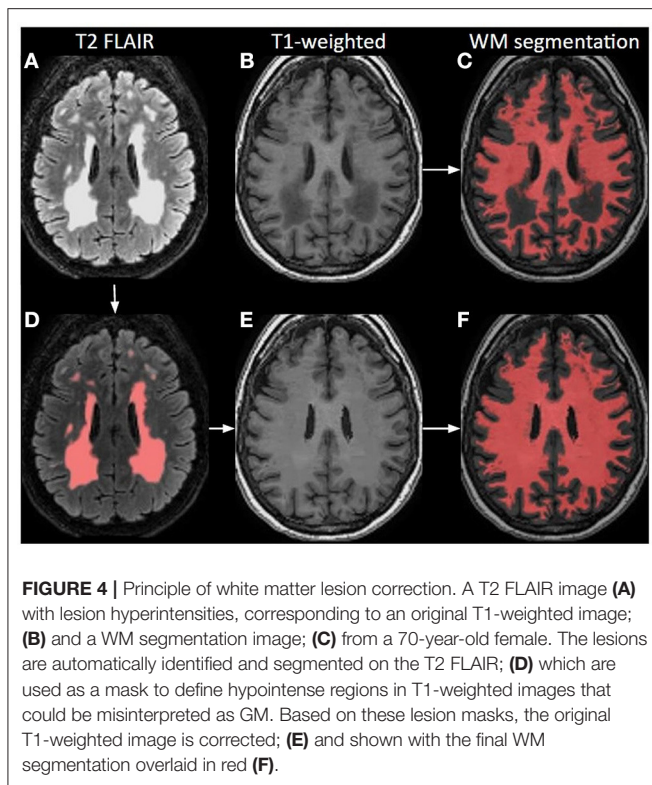 T2 FLAIR T1-weighted WM segmentation
A B C
D E F
FIGURE 4 | Principle of white matter lesion correction. A T2 FLAIR image (A)
with lesion hyperintensities, corresponding to an original T1-weighted image;
(B) and a WM segmentation image; (C) from a 70-year-old female. The lesions
are automatically identified and segmented on the T2 FLAIR; (D) which are
used as a mask to define hypointense regions in T1-weighted images that
could be misinterpreted as GM. Based on these lesion masks, the original
T1-weighted image is corrected; (E) and shown with the final WM
segmentation overlaid in red (F).